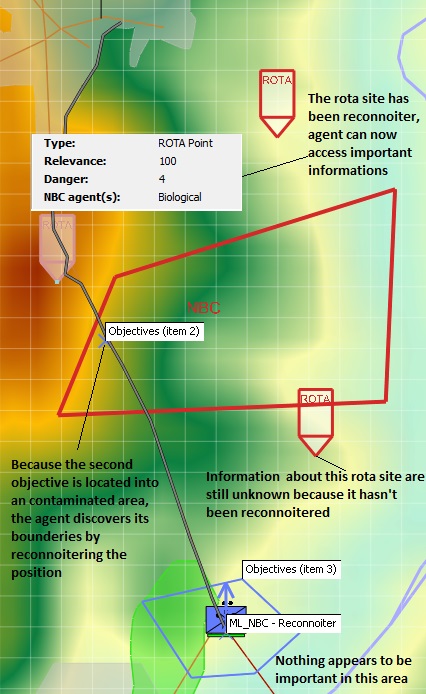 ROTA
The rota site has
been reconnoiter,
agent can now
access important
informations
Type: ROTA Point
Relevance: 100
Danger: 4
NBC agent(s): Biological
ROTA
NBC
Objectives (item 2)
ROTA
Because the second
objective is located into
an contaminated area,
the agent discovers its
bounderies by
reconnoitering the
position
Information about this rota site are
still unknown because it hasn't
been reconnoitered
Objectives (item 3)
ML_NBC - Reconnoiter
Nothing appears to be
important in this area